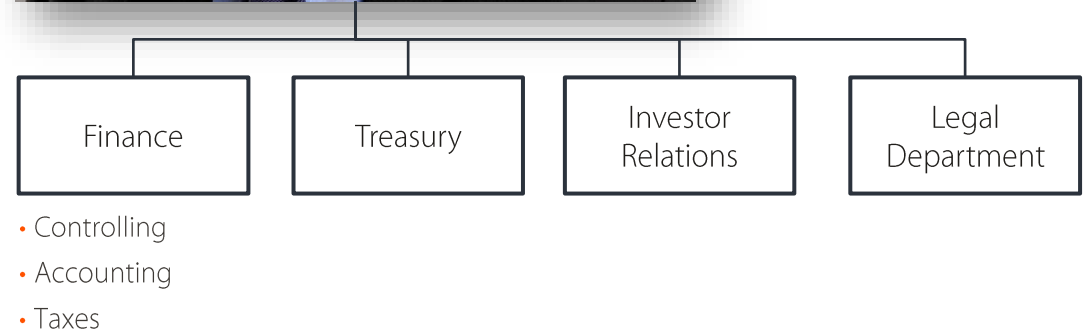 Finance
Treasury
Investor
Relations
Legal
Department
• Controlling
• Accounting
• Taxes